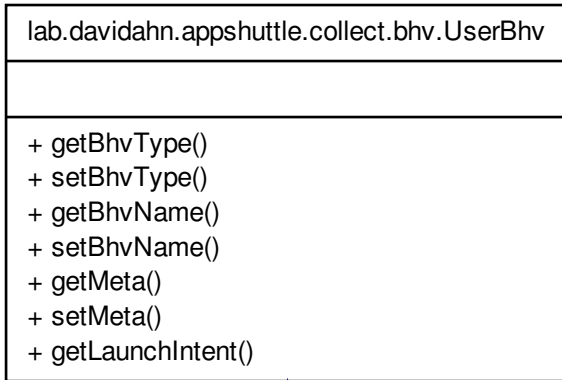 lab.davidahn.appshuttle.collect.bhv.UserBhv
+ getBhvType()
+ setBhvType()
+ getBhvName()
+ setBhvName()
+ getMeta()
+ setMeta()
+ getLaunchIntent()